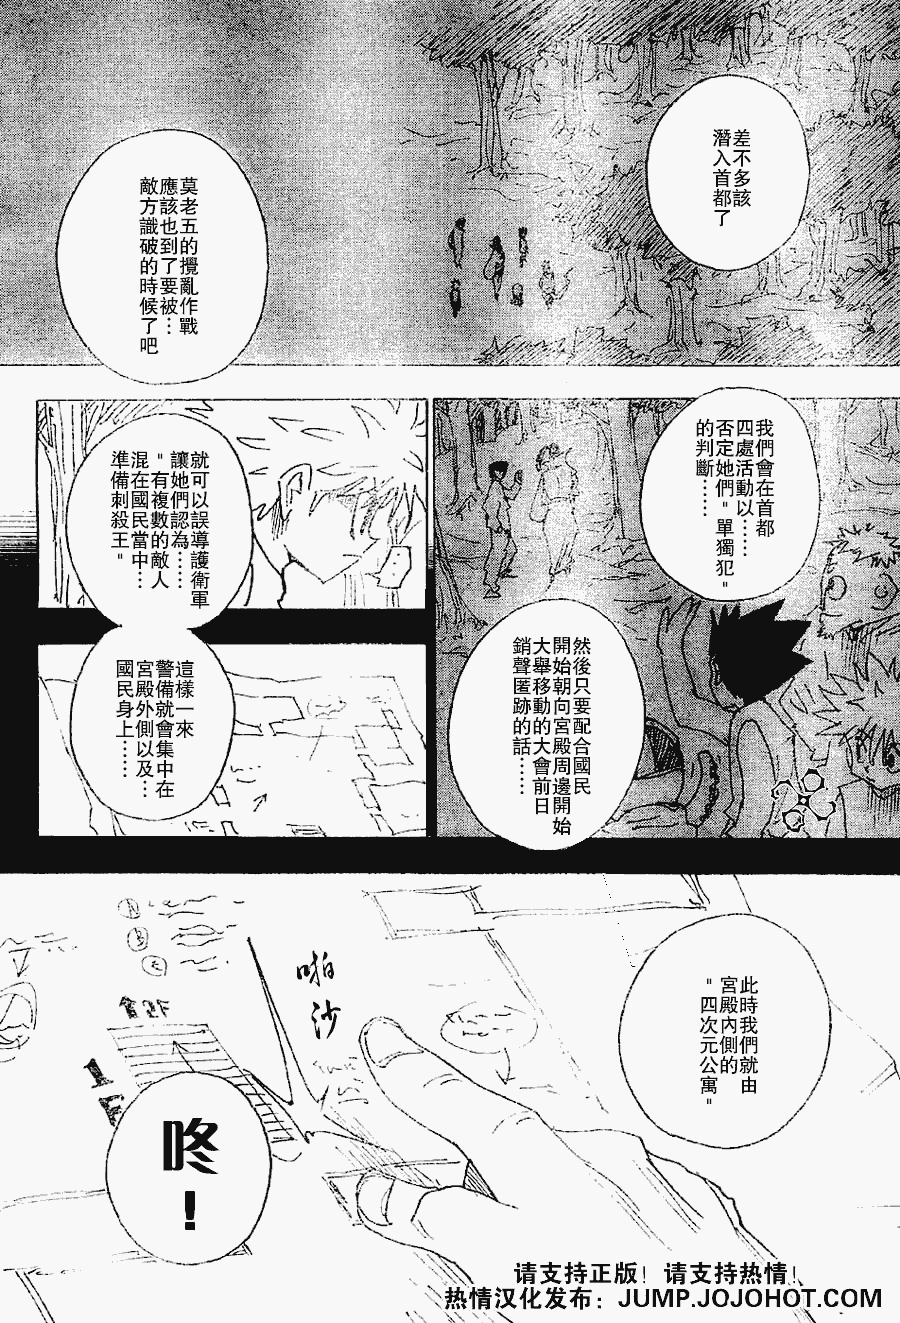 差不多該
潛入首都了
莫老五的攪亂作戰
應該也到了要被…
敵方識破的時候了吧
我們會在首都
四處活動以……
否定她們"單獨犯"
的判斷……
然後只要配合國民
開始朝向宮殿周邊開始
大舉移動的大會前日
銷聲匿跡的話……
就可以誤導護衛軍
讓她們認為……
"有複數的敵人
混在國民當中…
準備刺殺王"
這樣一來
警備就會集中在
宮殿外側以及…
國民身上……
此時我們就由
宮殿內側的
"四次元公寓"
啪
沙
2F
1
F
咚!
请支持正版！请支持热情！
热情汉化发布：JUMP.JOJOHOT.COM